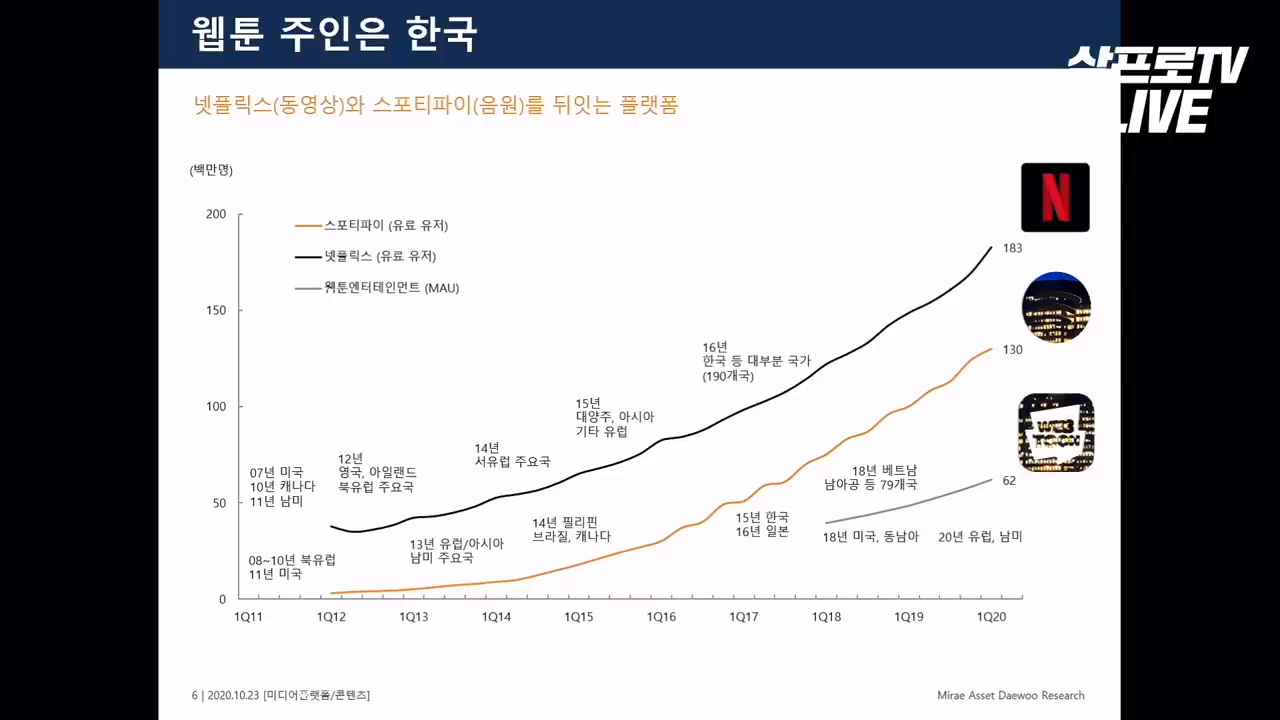 웹툰 주인은 한국
삼프로TV
LIVE
넷플릭스(동영상)와 스포티파이(음원)를 뒤잇는 플랫폼
(백만명)
200
150
100
50
0
스포티파이 (유료 유저)
넷플릭스 (유료 유저)
웹툰엔터테인먼트 (MAU)
N
183
130
WEB
TOON
62
16년
한국 등 대부분 국가
(190개국)
15년
대양주, 아시아
기타 유럽
14년
서유럽 주요국
12년
영국, 아일랜드
북유럽 주요국
07년 미국
10년 캐나다
11년 남미
18년 베트남
남아공 등 79개국
14년 필리핀
브라질, 캐나다
15년 한국
16년 일본
18년 미국, 동남아
20년 유럽, 남미
13년 유럽/아시아
남미 주요국
08~10년 북유럽
11년 미국
1Q11
1Q12
1Q13
1Q14
1Q15
1Q16
1Q17
1Q18
1Q19
1Q20
6 | 2020.10.23 [미디어플랫폼/콘텐츠]
Mirae Asset Daewoo Research